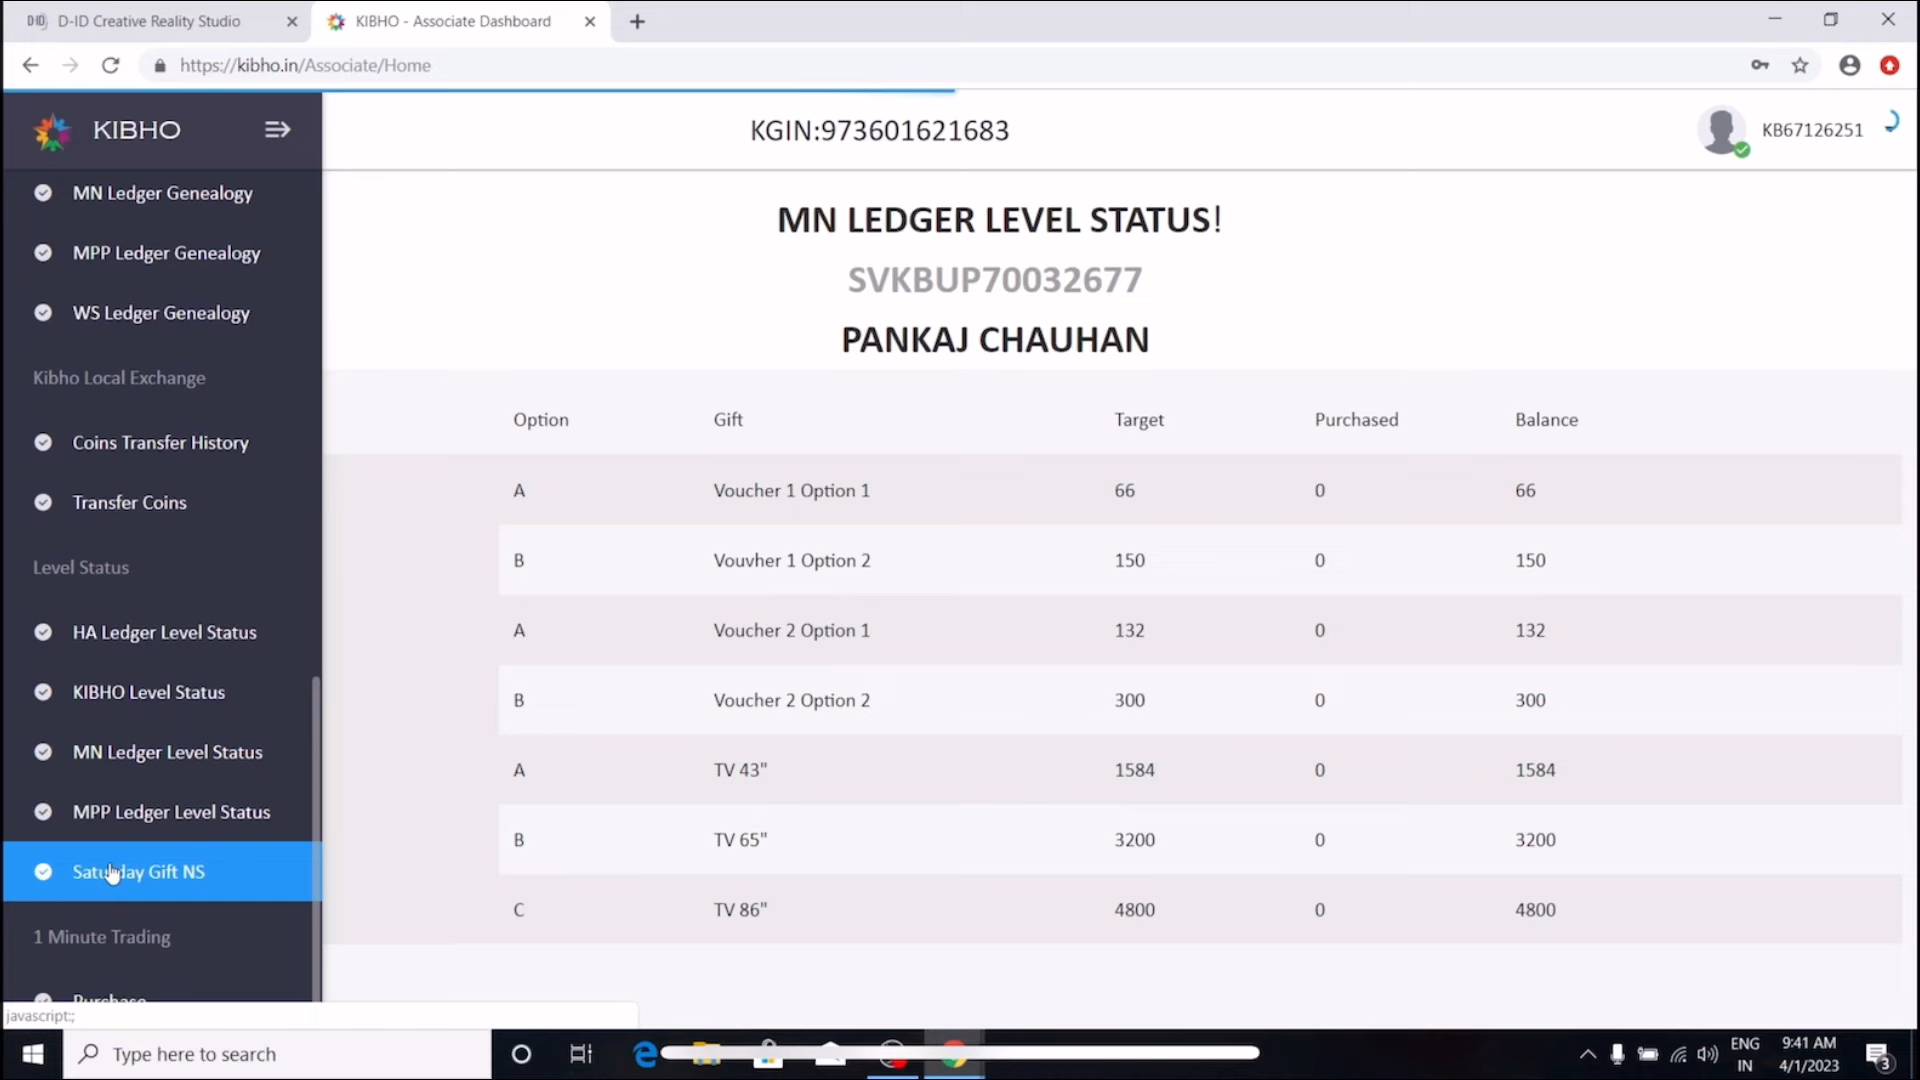 D-ID D-ID Creative Reality Studio
KIBHO - Associate Dashboard
https://kibho.in/Associate/Home
KIBHO
KGIN:973601621683
KB67126251
MN Ledger Genealogy
MPP Ledger Genealogy
WS Ledger Genealogy
Kibho Local Exchange
Coins Transfer History
Transfer Coins
Level Status
HA Ledger Level Status
KIBHO Level Status
MN Ledger Level Status
MPP Ledger Level Status
Saturday Gift NS
1 Minute Trading
Purchase
javascript:;
MN LEDGER LEVEL STATUS!
SVKBUP70032677
PANKAJ CHAUHAN
Option Gift Target Purchased Balance
A Voucher 1 Option 1 66 0 66
B Vouvher 1 Option 2 150 0 150
A Voucher 2 Option 1 132 0 132
B Voucher 2 Option 2 300 0 300
A TV 43" 1584 0 1584
B TV 65" 3200 0 3200
C TV 86" 4800 0 4800
Type here to search
ENG
IN
9:41 AM
4/1/2023
3